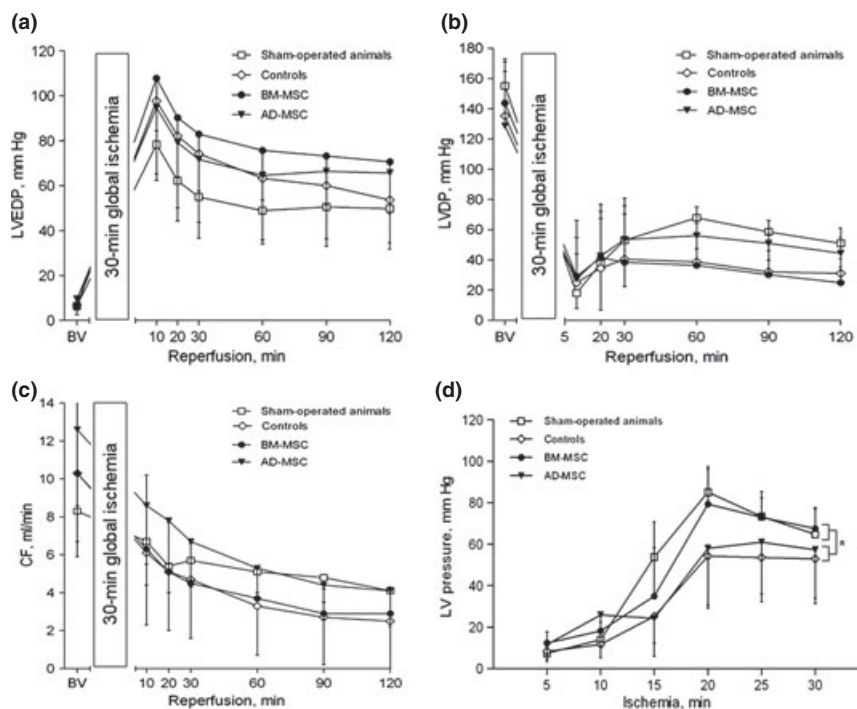 (a)
120
100
80
60
40
20
0
LVEDP, mm Hg
30-min global ischemia
Sham-operated animals
Controls
BM-MSC
AD-MSC
BV 10 20 30 60 90 120
Reperfusion, min
(b)
180
160
140
120
100
80
60
40
20
0
LVDP, mm Hg
30-min global ischemia
Sham-operated animals
Controls
BM-MSC
AD-MSC
BV 5 20 30 60 90 120
Reperfusion, min
(c)
14
12
10
8
6
4
2
0
CF, ml/min
30-min global ischemia
Sham-operated animals
Controls
BM-MSC
AD-MSC
BV 10 20 30 60 90 120
Reperfusion, min
(d)
120
100
80
60
40
20
0
LV pressure, mm Hg
Sham-operated animals
Controls
BM-MSC
AD-MSC
*
5 10 15 20 25 30
Ischemia, min